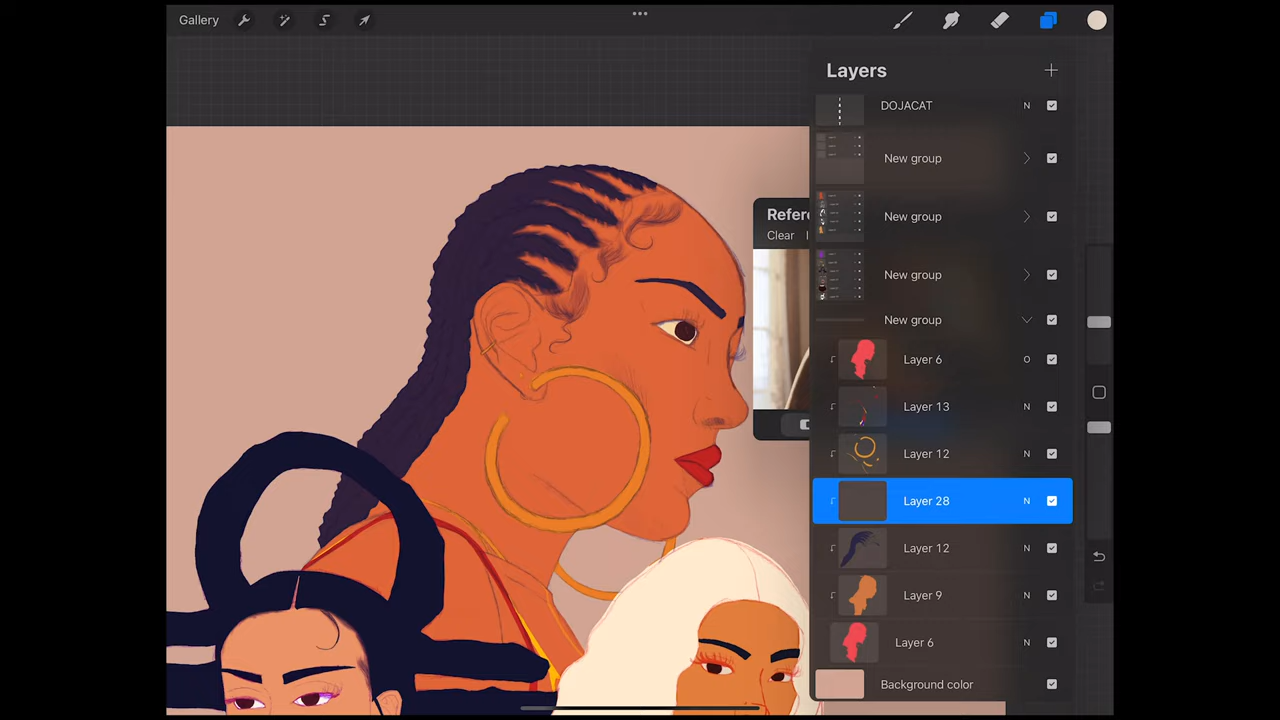 Gallery
Layers
DOJACAT N
New group
New group
New group
New group
Layer 6 O
Layer 13 N
Layer 12 N
Layer 28 N
Layer 12 N
Layer 9 N
Layer 6 N
Background color
Clear